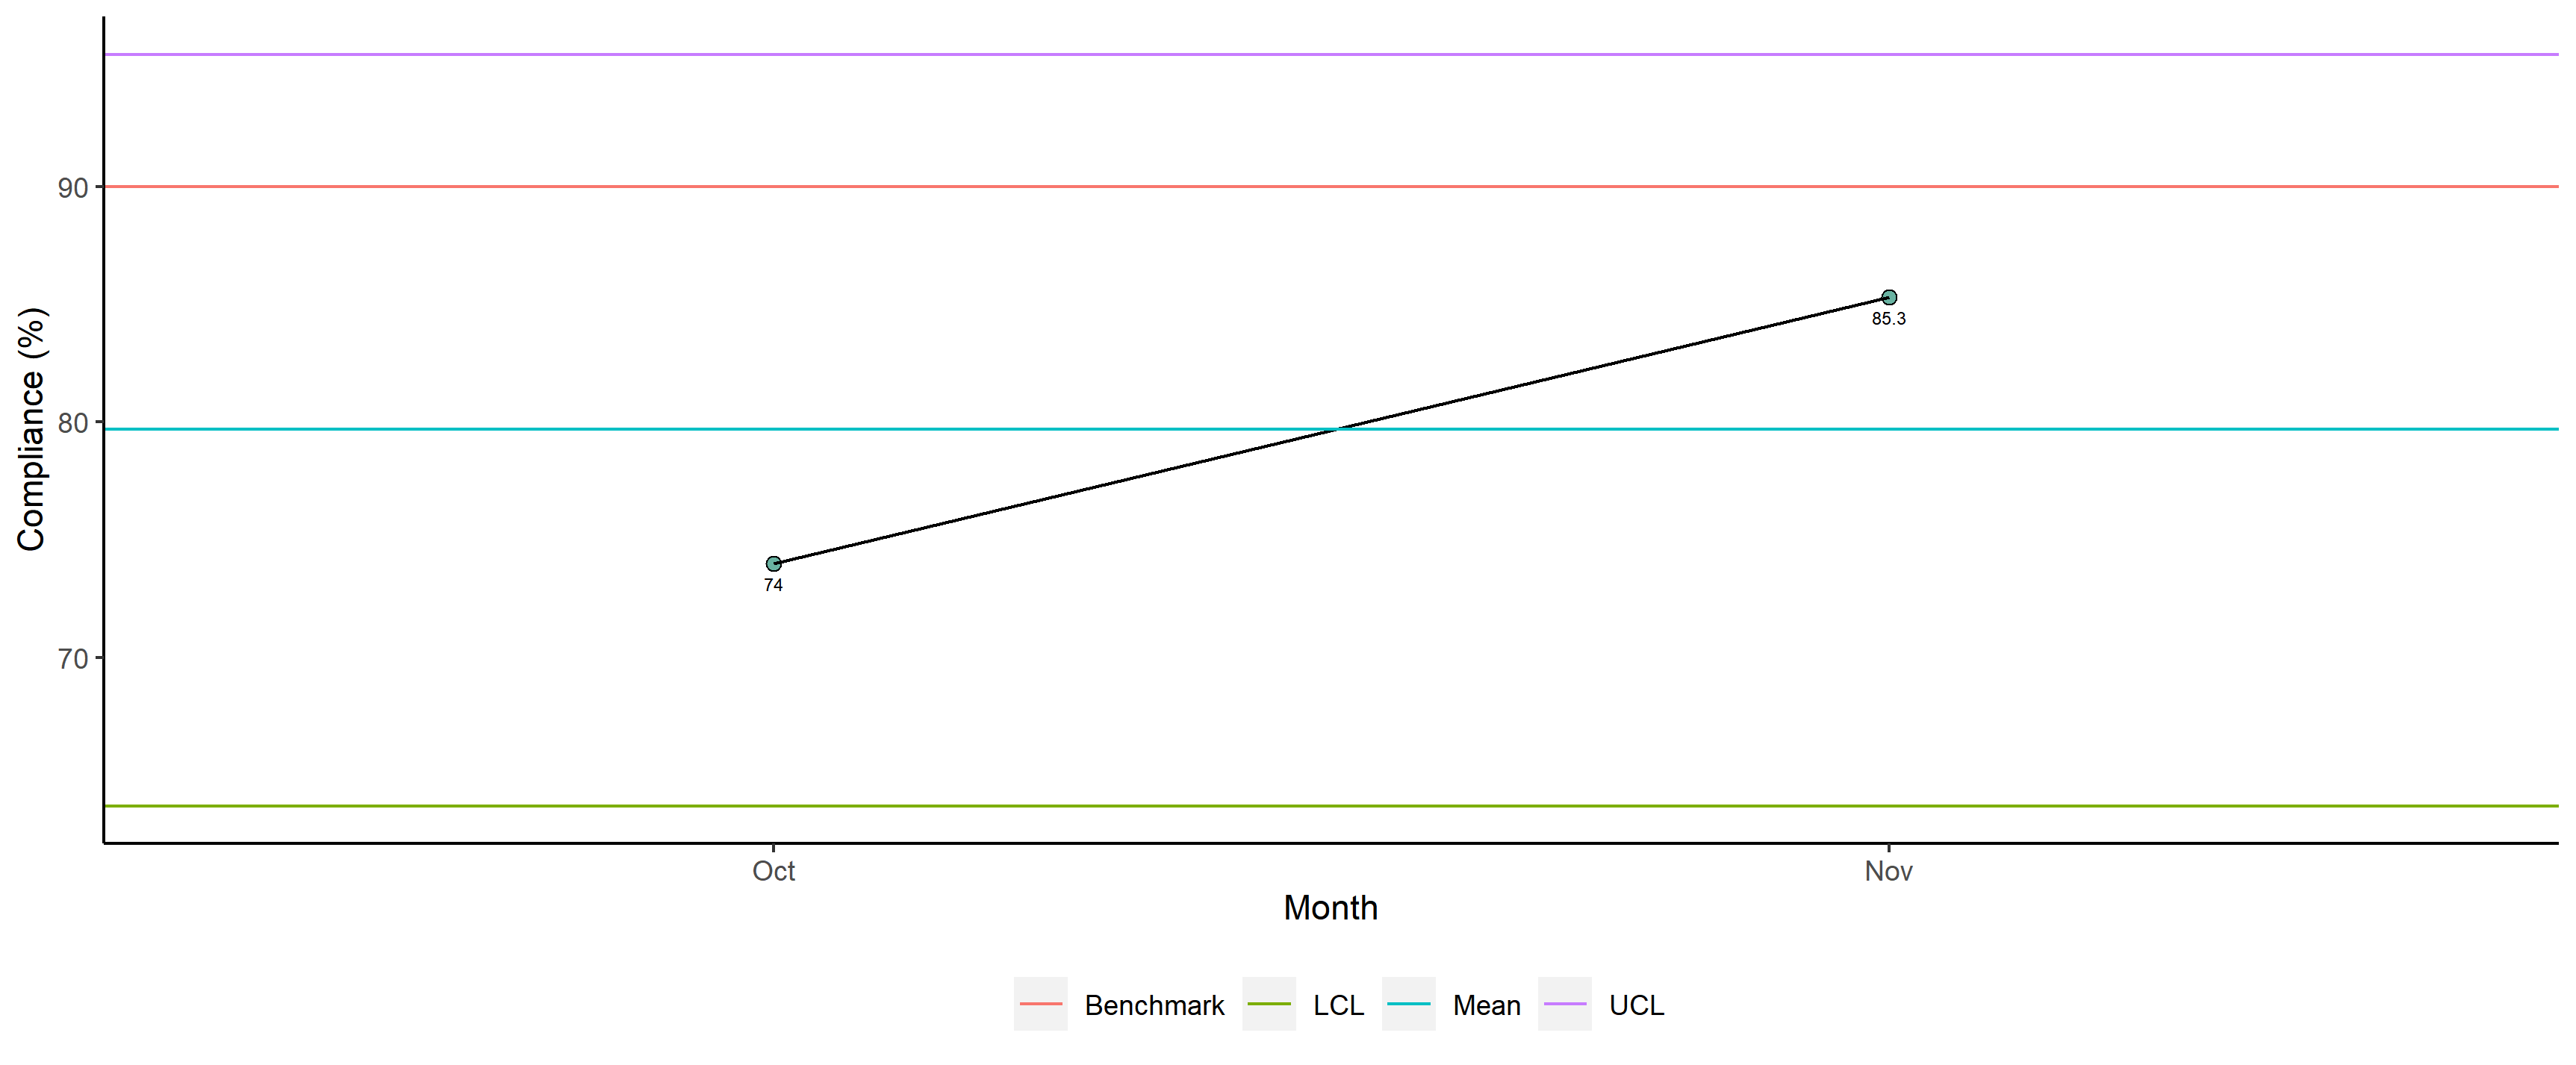 Compliance (%)
90
80
70
85.3
74
Oct Nov
Month
Benchmark LCL Mean UCL